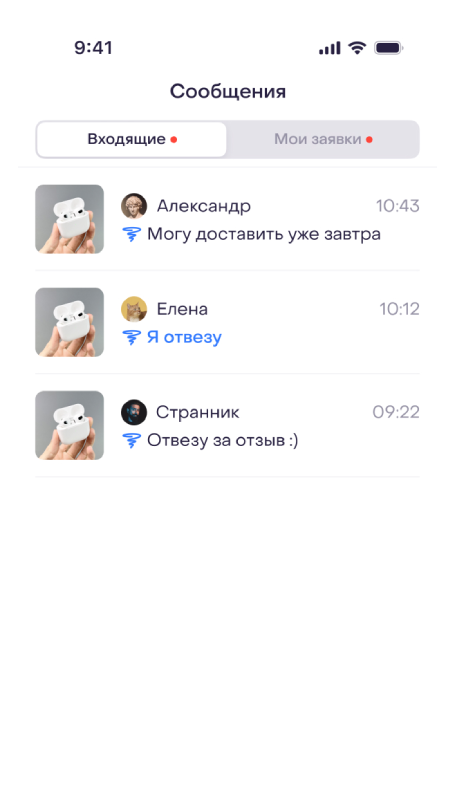 9:41
Сообщения
Входящие
Мои заявки
Александр
10:43
Могу доставить уже завтра
Елена
10:12
Я отвезу
Странник
09:22
Отвезу за отзыв :)